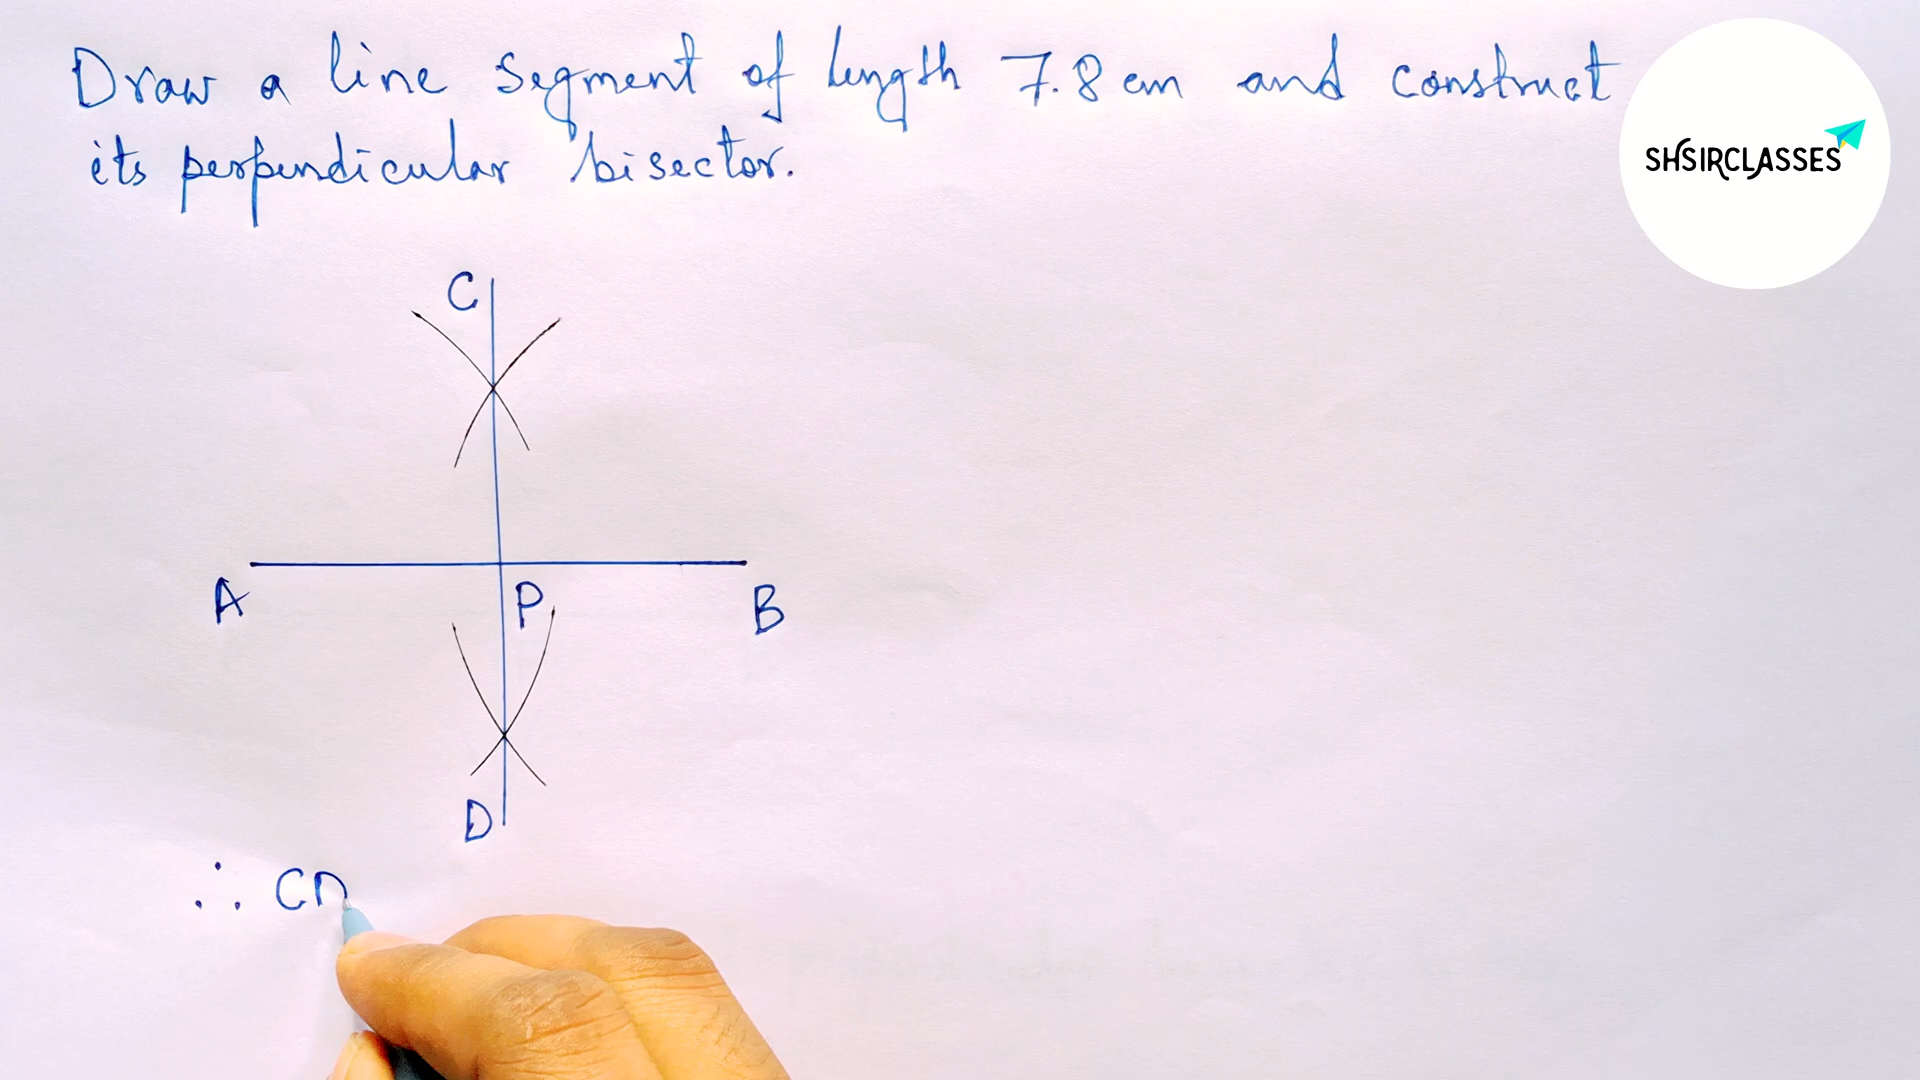 Draw a line segment of length 7.8 cm and construct
its perpendicular bisector.
SHSIRCLASSES
C
A
P
B
D
∴ CD